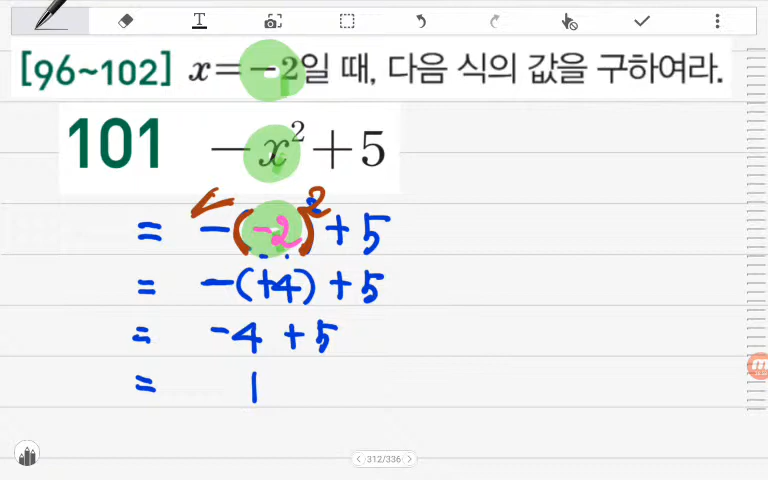 [96~102] x=-2일 때, 다음 식의 값을 구하여라.
101 -x²+5
= -(-2)²+5
= -(+4)+5
= -4+5
= 1
312/336